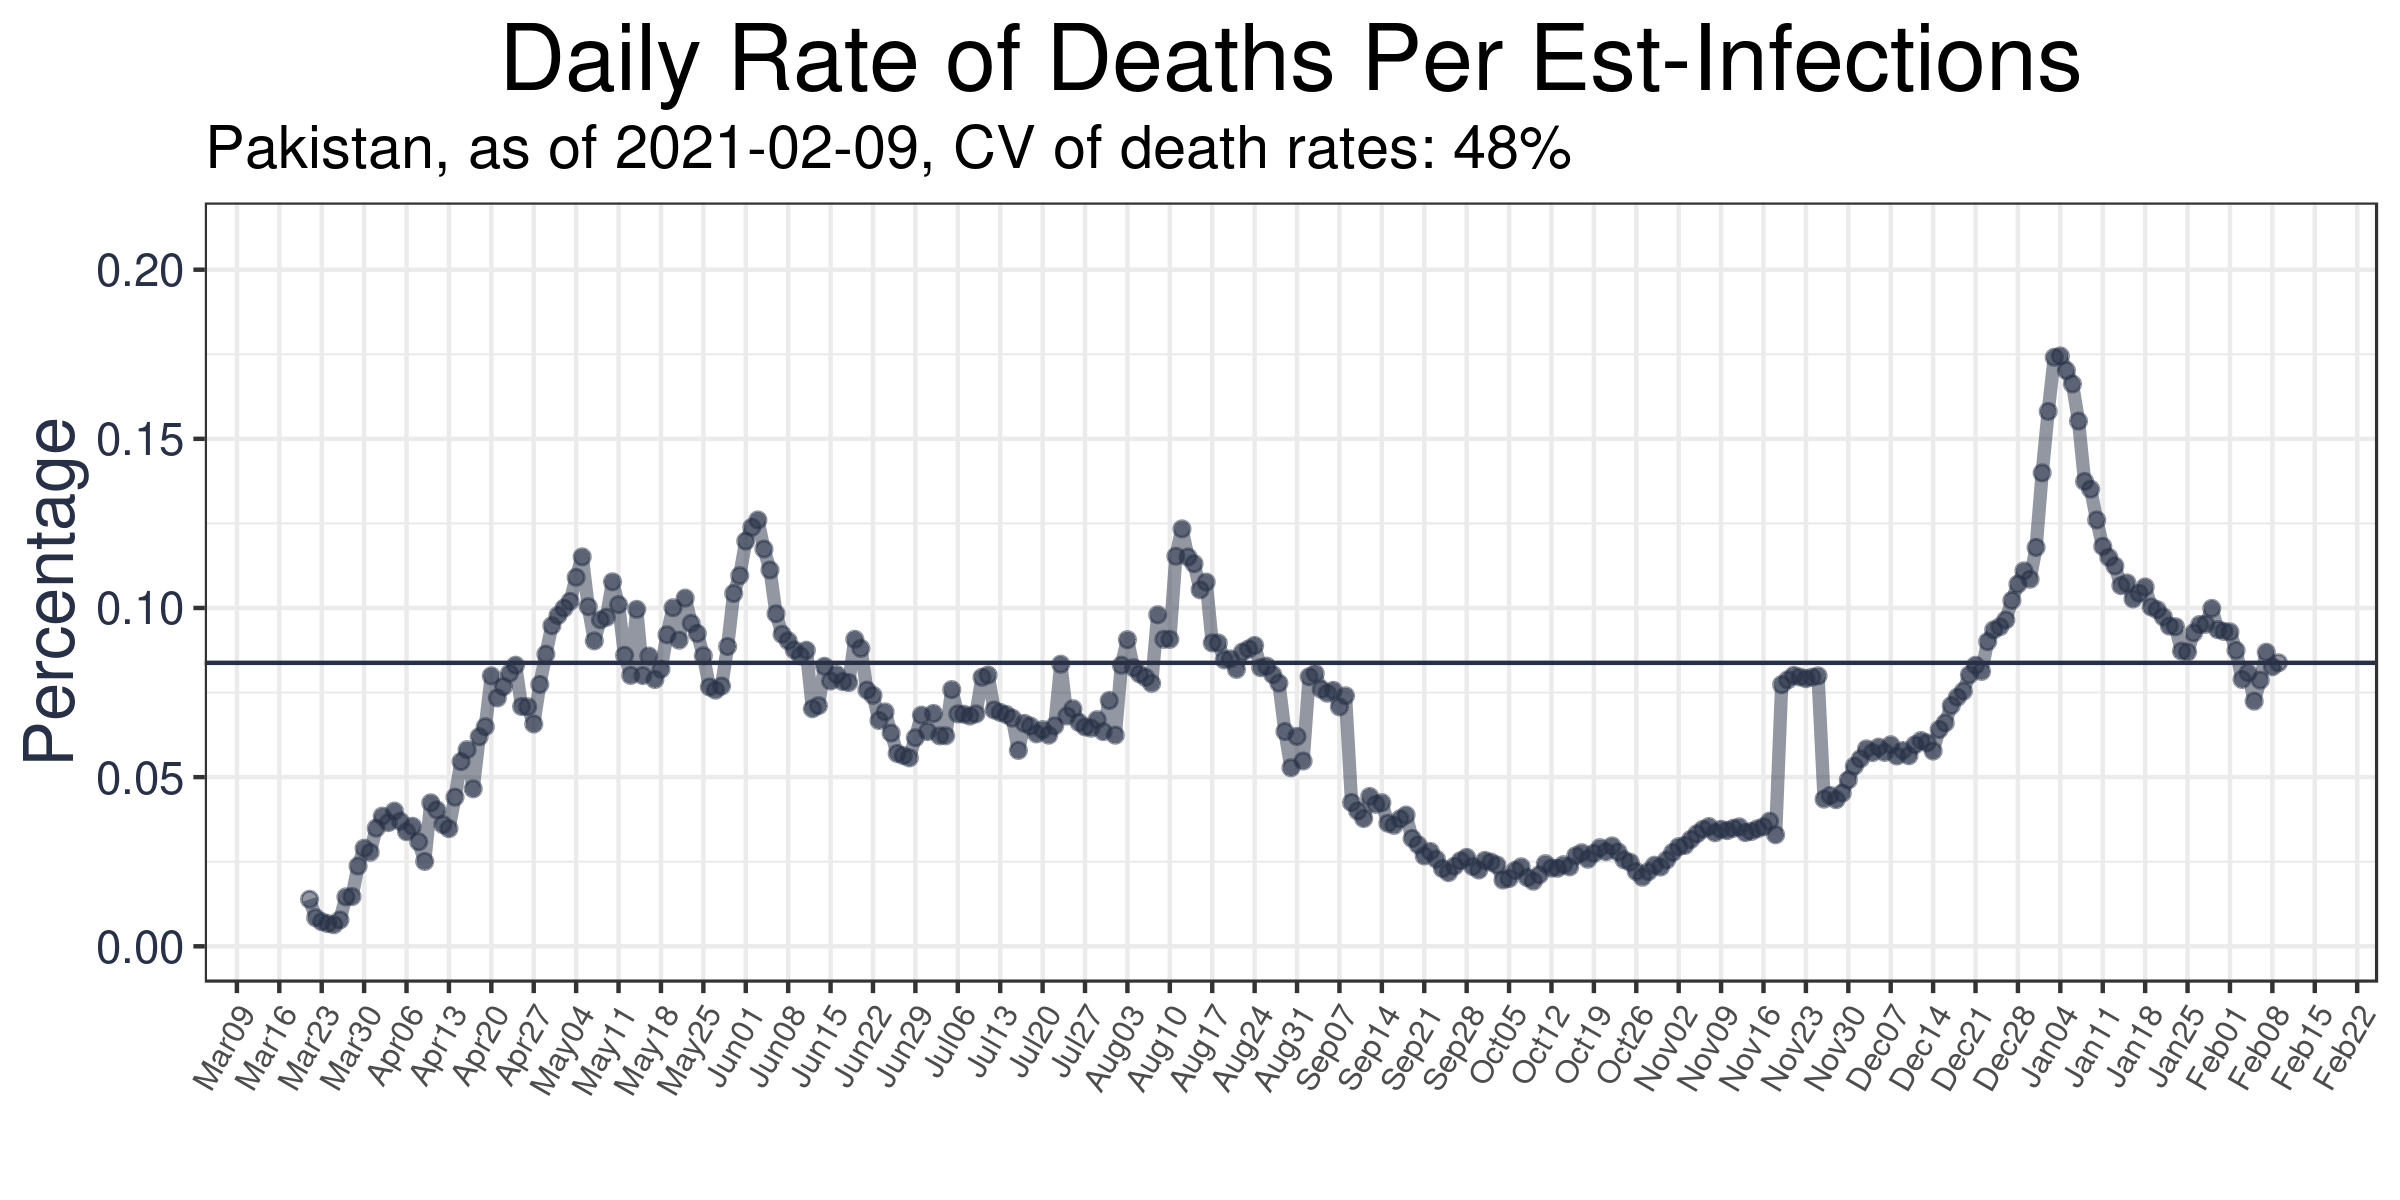 Daily Rate of Deaths Per Est-Infections
Pakistan, as of 2021-02-09, CV of death rates: 48%
Percentage
0.20
0.15
0.10
0.05
0.00
Mar09 Mar16 Mar23 Mar30 Apr06 Apr13 Apr20 Apr27 May04 May11 May18 May25 Jun01 Jun08 Jun15 Jun22 Jun29 Jul06 Jul13 Jul20 Jul27 Aug03 Aug10 Aug17 Aug24 Aug31 Sep07 Sep14 Sep21 Sep28 Oct05 Oct12 Oct19 Oct26 Nov02 Nov09 Nov16 Nov23 Nov30 Dec07 Dec14 Dec21 Dec28 Jan04 Jan11 Jan18 Jan25 Feb01 Feb08 Feb15 Feb22